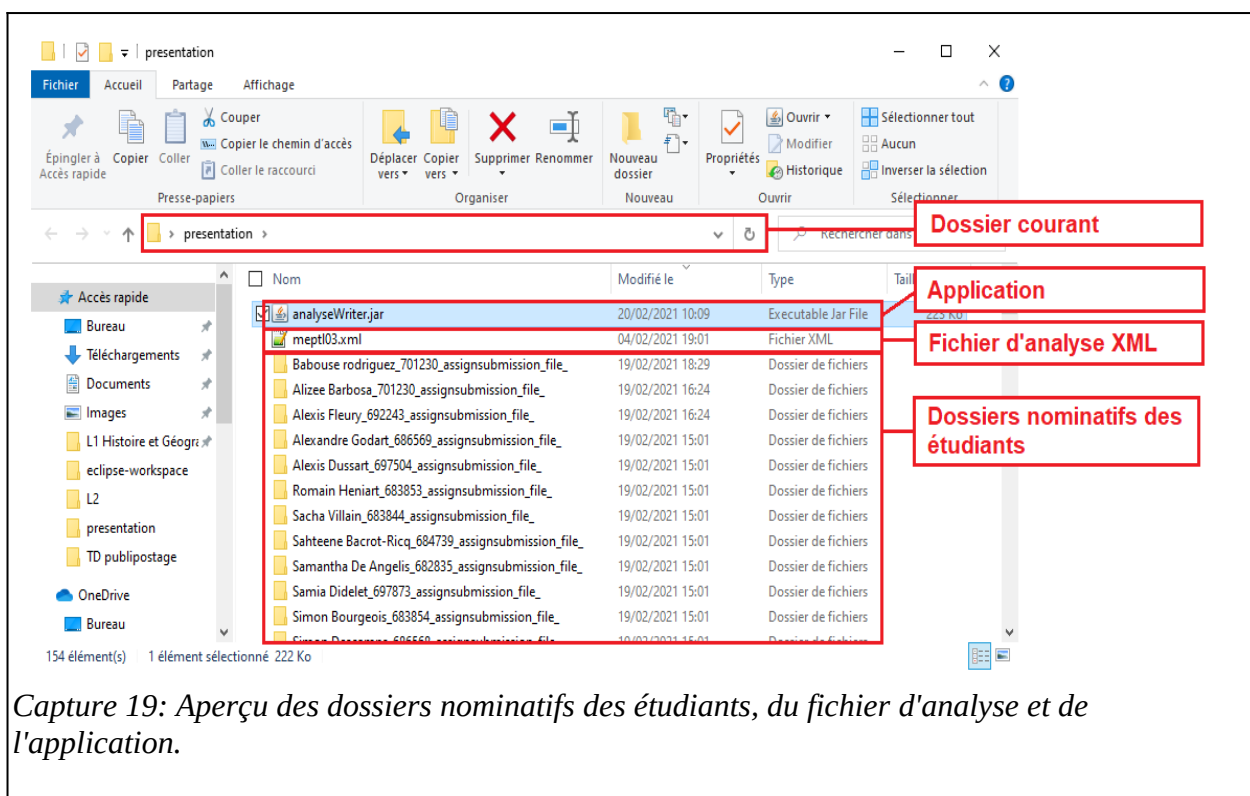 presentation
Fichier Accueil Partage Affichage
Épingler à Accès rapide
Copier
Coller
Couper
Copier le chemin d'accès
Coller le raccourci
Presse-papiers
Déplacer vers
Copier vers
Supprimer
Renommer
Organiser
Nouveau dossier
Nouveau
Propriétés
Ouvrir
Modifier
Historique
Ouvrir
Sélectionner tout
Aucun
Inverser la sélection
Sélectionner
presentation
Rechercher dans
Dossier courant
Accès rapide
Bureau
Téléchargements
Documents
Images
L1 Histoire et Géogra
eclipse-workspace
L2
presentation
TD publipostage
OneDrive
Bureau
Nom Modifié le Type Taill
analyseWriter.jar 20/02/2021 10:09 Executable Jar File 223 Ko
meptl03.xml 04/02/2021 19:01 Fichier XML
Babouse rodriguez_701230_assignsubmission_file_ 19/02/2021 18:29 Dossier de fichiers
Alizee Barbosa_701230_assignsubmission_file_ 19/02/2021 16:24 Dossier de fichiers
Alexis Fleury_692243_assignsubmission_file_ 19/02/2021 16:24 Dossier de fichiers
Alexandre Godart_686569_assignsubmission_file_ 19/02/2021 15:01 Dossier de fichiers
Alexis Dussart_697504_assignsubmission_file_ 19/02/2021 15:01 Dossier de fichiers
Romain Heniart_683853_assignsubmission_file_ 19/02/2021 15:01 Dossier de fichiers
Sacha Villain_683844_assignsubmission_file_ 19/02/2021 15:01 Dossier de fichiers
Sahteene Bacrot-Ricq_684739_assignsubmission_file_ 19/02/2021 15:01 Dossier de fichiers
Samantha De Angelis_682835_assignsubmission_file_ 19/02/2021 15:01 Dossier de fichiers
Samia Didelet_697873_assignsubmission_file_ 19/02/2021 15:01 Dossier de fichiers
Simon Bourgeois_683854_assignsubmission_file_ 19/02/2021 15:01 Dossier de fichiers
Application
Fichier d'analyse XML
Dossiers nominatifs des
étudiants
154 élément(s) 1 élément sélectionné 222 Ko
Capture 19: Aperçu des dossiers nominatifs des étudiants, du fichier d'analyse et de
l'application.